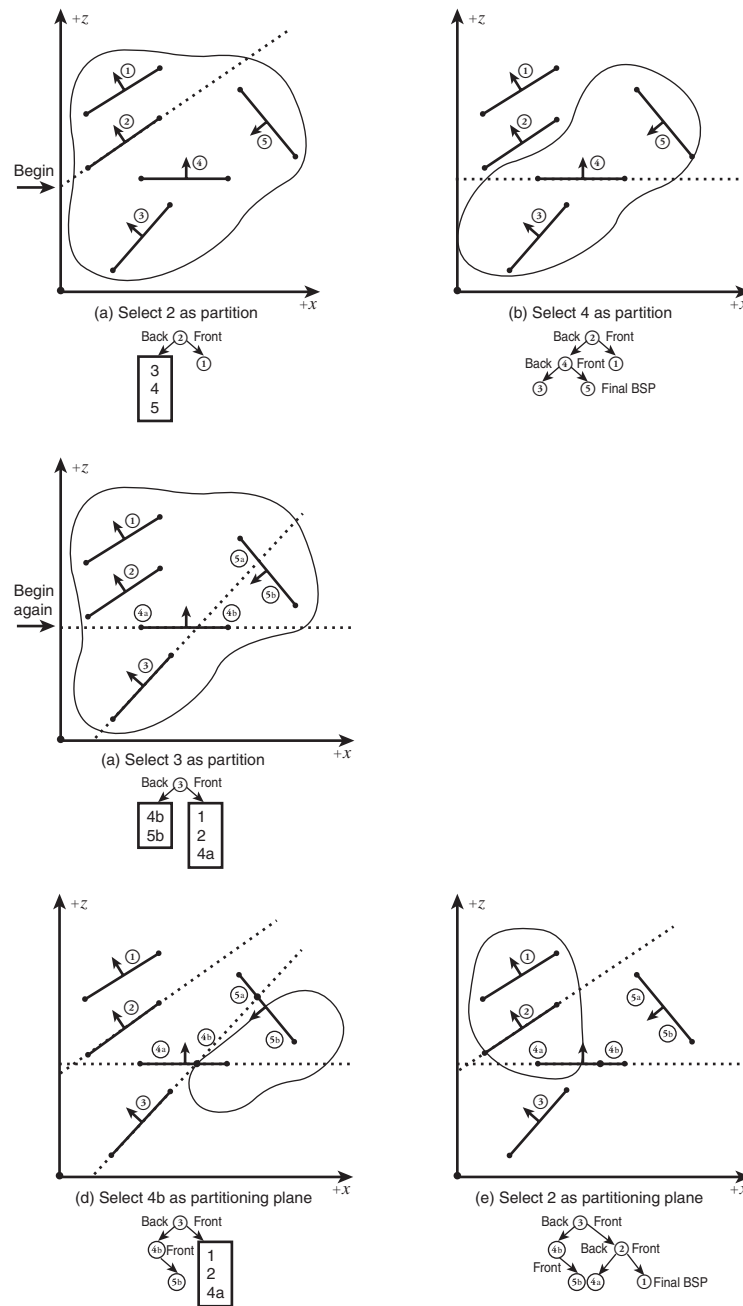 +z
1
2
5
4
3
Begin
+x
(a) Select 2 as partition
Back 2 Front
1
3
4
5
+z
1
2
5
4
3
+x
(b) Select 4 as partition
Back 2 Front
Back 4 Front 1
3 5 Final BSP
+z
1
2
5a
5b
4a 4b
3
Begin
again
+x
(a) Select 3 as partition
Back 3 Front
4b
5b
1
2
4a
+z
1
2
5a
4a 4b
5b
3
+x
(d) Select 4b as partitioning plane
Back 3 Front
4b Front
5b
1
2
4a
+z
1
2
5a
5b
4a 4b
3
+x
(e) Select 2 as partitioning plane
Back 3 Front
4b Back 2 Front
Front
5b 4a 1 Final BSP